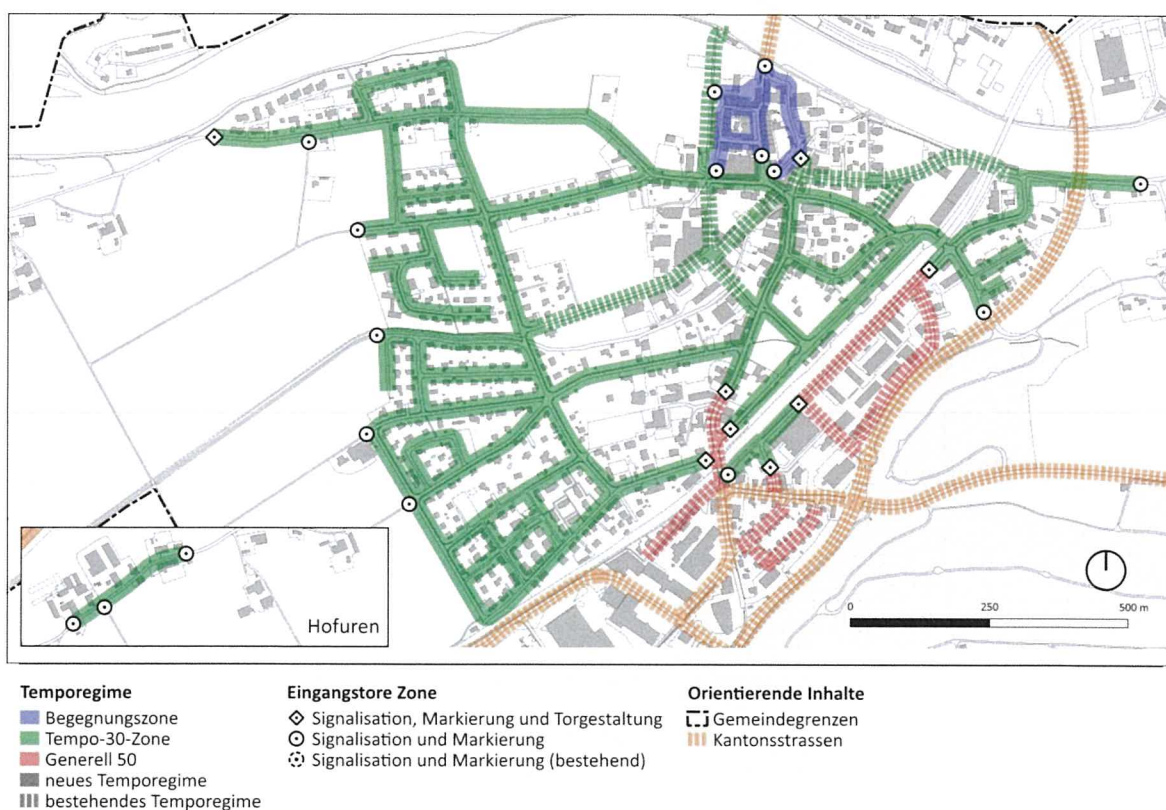 Hofuren
0
250
500 m
Temporegime
Begegnungszone
Tempo-30-Zone
Generell 50
neues Temporegime
bestehendes Temporegime
Eingangstore Zone
Signalisation, Markierung und Torgestaltung
Signalisation und Markierung
Signalisation und Markierung (bestehend)
Orientierende Inhalte
Gemeindegrenzen
Kantonsstrassen